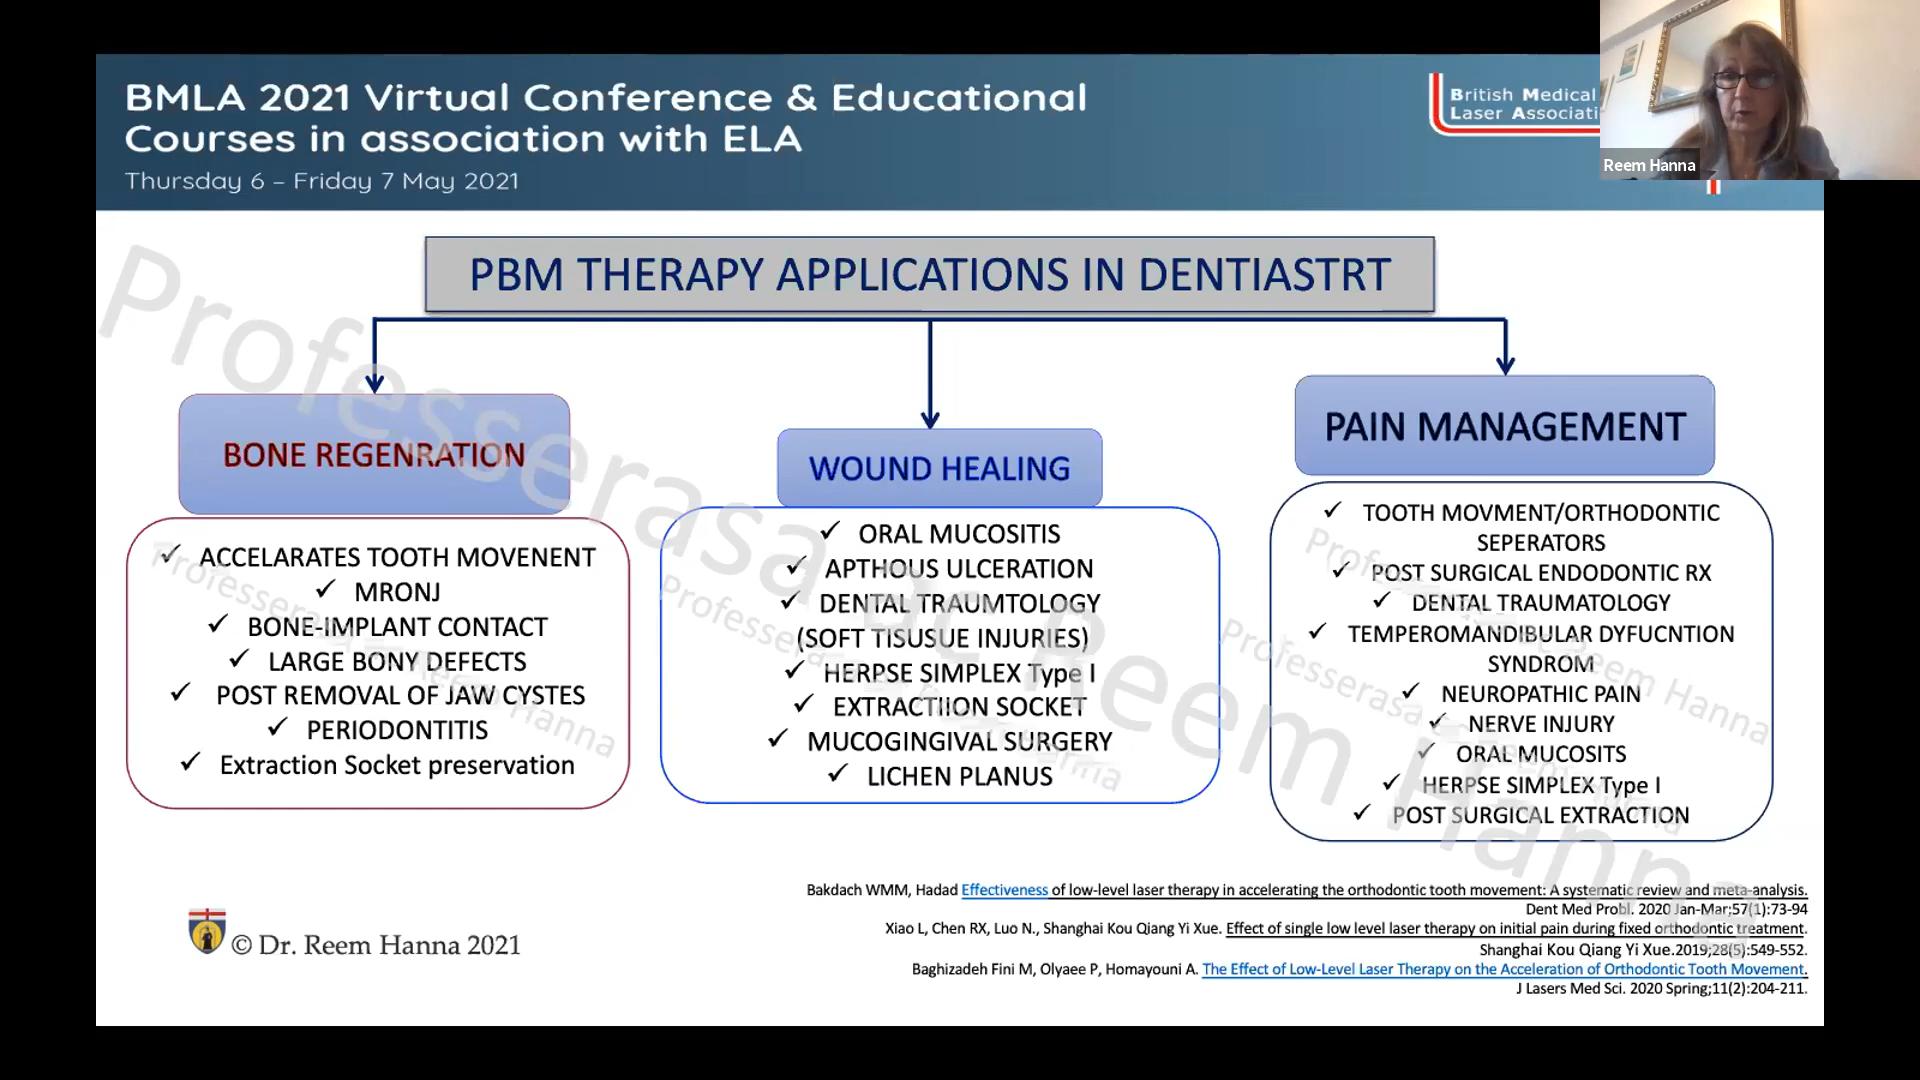 BMLA 2021 Virtual Conference & Educational
Courses in association with ELA
Thursday 6 – Friday 7 May 2021
British Medical
Laser Associati
Reem Hanna
PBM THERAPY APPLICATIONS IN DENTIASTRT
BONE REGENRATION
✓ ACCELARATES TOOTH MOVENENT
✓ MRONJ
✓ BONE-IMPLANT CONTACT
✓ LARGE BONY DEFECTS
✓ POST REMOVAL OF JAW CYSTES
✓ PERIODONTITIS
✓ Extraction Socket preservation
WOUND HEALING
✓ ORAL MUCOSITIS
✓ APTHOUS ULCERATION
✓ DENTAL TRAUMTOLOGY
(SOFT TISUSUE INJURIES)
✓ HERPSE SIMPLEX Type I
✓ EXTRACTIION SOCKET
✓ MUCOGINGIVAL SURGERY
✓ LICHEN PLANUS
PAIN MANAGEMENT
✓ TOOTH MOVMENT/ORTHODONTIC
SEPERATORS
✓ POST SURGICAL ENDODONTIC RX
✓ DENTAL TRAUMATOLOGY
✓ TEMPEROMANDIBULAR DYFUCNTION
SYNDROM
✓ NEUROPATHIC PAIN
✓ NERVE INJURY
✓ ORAL MUCOSITS
✓ HERPSE SIMPLEX Type I
✓ POST SURGICAL EXTRACTION
Professerasa Dc Reem Hanna
Bakdach WMM, Hadad Effectiveness of low-level laser therapy in accelerating the orthodontic tooth movement: A systematic review and meta-analysis.
Dent Med Probl. 2020 Jan-Mar;57(1):73-94
Xiao L, Chen RX, Luo N., Shanghai Kou Qiang Yi Xue. Effect of single low level laser therapy on initial pain during fixed orthodontic treatment.
Shanghai Kou Qiang Yi Xue.2019;28(5):549-552.
Baghizadeh Fini M, Olyaee P, Homayouni A. The Effect of Low-Level Laser Therapy on the Acceleration of Orthodontic Tooth Movement.
J Lasers Med Sci. 2020 Spring;11(2):204-211.
© Dr. Reem Hanna 2021